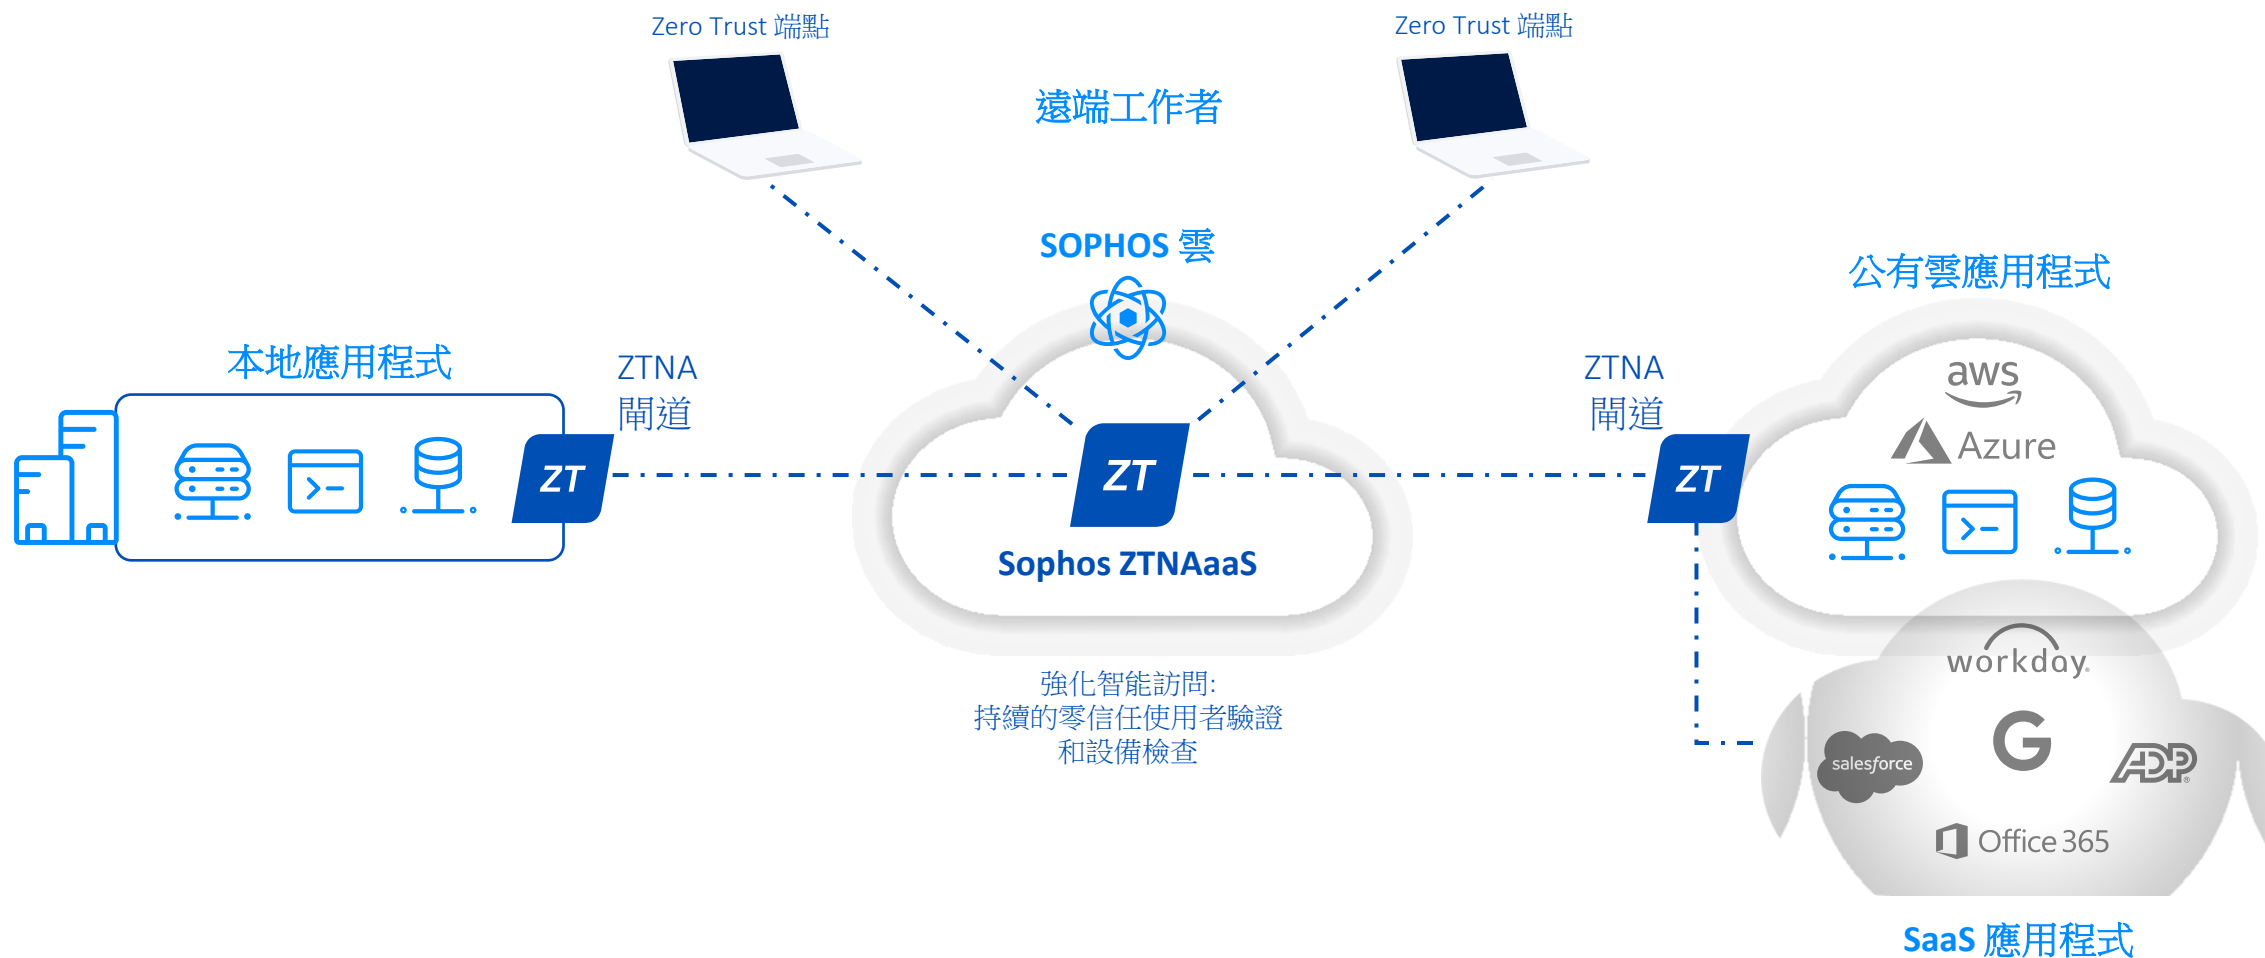 Zero Trust 端點
Zero Trust 端點
遠端工作者
SOPHOS 雲
公有雲應用程式
本地應用程式
ZTNA
閘道
ZTNA
閘道
aws
Azure
ZT
ZT
ZT
Sophos ZTNAaaS
強化智能訪問:
持續的零信任使用者驗證
和設備檢查
workday®
salesforce
G
ADP®
Office 365
SaaS 應用程式